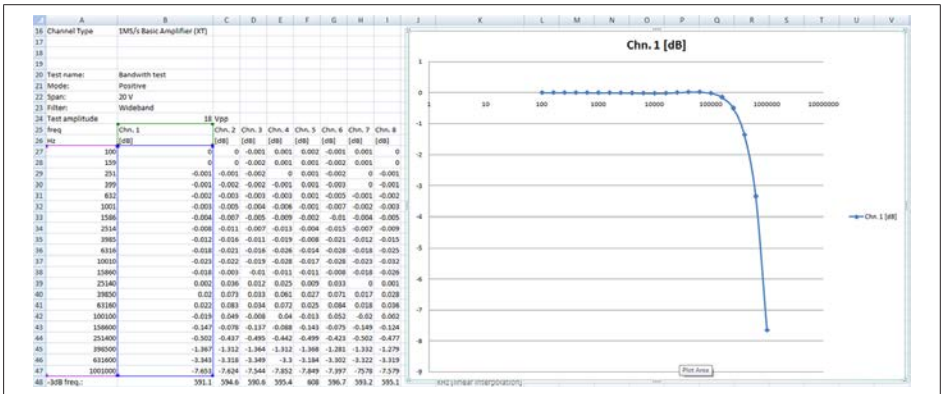 A B C D E F G H I J K L M N O P Q R S T U V
16 Channel Type 1MS/s Basic Amplifier (XT)
17
18
19
20 Test name: Bandwith test
21 Mode: Positive
22 Span: 20 V
23 Filter: Wideband
24 Test amplitude 18 Vpp
25 freq Chn. 1 Chn. 2 Chn. 3 Chn. 4 Chn. 5 Chn. 6 Chn. 7 Chn. 8
26 Hz [dB] [dB] [dB] [dB] [dB] [dB] [dB] [dB]
27 100 0 0 -0.001 0.001 0.002 -0.001 0.001 0
28 159 0 0 -0.002 0.001 0.001 -0.002 0.001 0
29 251 -0.001 -0.001 -0.002 0 0.001 -0.002 0 -0.001
30 399 -0.001 -0.002 -0.002 -0.001 0.001 -0.003 0 -0.001
31 632 -0.002 -0.003 -0.003 -0.003 0.001 -0.005 -0.001 -0.002
32 1001 -0.003 -0.005 -0.004 -0.006 -0.001 -0.007 -0.002 -0.003
33 1586 -0.004 -0.007 -0.005 -0.009 -0.002 -0.01 -0.004 -0.005
34 2514 -0.008 -0.011 -0.007 -0.013 -0.004 -0.015 -0.007 -0.009
35 3985 -0.012 -0.016 -0.011 -0.019 -0.008 -0.021 -0.012 -0.015
36 6316 -0.018 -0.021 -0.016 -0.026 -0.014 -0.028 -0.018 -0.025
37 10010 -0.023 -0.022 -0.019 -0.028 -0.017 -0.028 -0.023 -0.032
38 15860 -0.018 -0.003 -0.01 -0.011 -0.011 -0.008 -0.018 -0.026
39 25140 0.002 0.036 0.012 0.025 0.009 0.033 0 0.001
40 39850 0.02 0.073 0.033 0.061 0.027 0.071 0.017 0.028
41 63160 0.022 0.083 0.034 0.072 0.025 0.084 0.018 0.036
42 100100 -0.019 0.049 -0.008 0.04 -0.013 0.052 -0.02 0.002
43 158600 -0.147 -0.078 -0.137 -0.088 -0.143 -0.075 -0.149 -0.124
44 251400 -0.502 -0.437 -0.495 -0.442 -0.499 -0.423 -0.502 -0.477
45 398500 -1.367 -1.312 -1.364 -1.312 -1.368 -1.281 -1.332 -1.279
46 631600 -3.343 -3.318 -3.349 -3.3 -3.184 -3.302 -3.322 -3.319
47 1001000 -7.653 -7.624 -7.544 -7.852 -7.849 -7.397 -7578 -7.579
48 -3dB freq.: 591.1 594.6 590.6 595.4 608 596.7 593.2 595.1 KHz [linear interpolation]
Chn. 1 [dB]
1
0
1 10 100 1000 10000 100000 1000000 10000000
-1
-2
-3
-4
Chn. 1 [dB]
-5
-6
-7
-8
-9
Plot Area